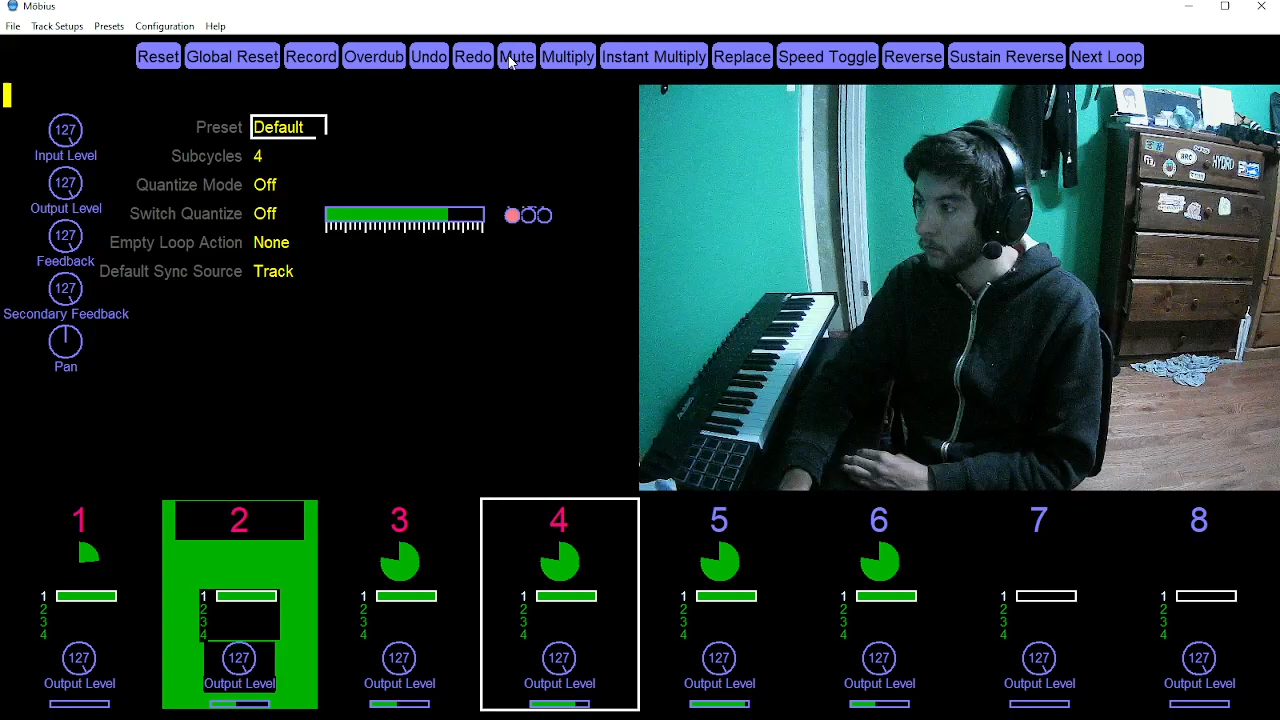 Möbius
File Track Setups Presets Configuration Help
Reset Global Reset Record Overdub Undo Redo Mute Multiply Instant Multiply Replace Speed Toggle Reverse Sustain Reverse Next Loop
127
Input Level
127
Output Level
127
Feedback
127
Secondary Feedback
Pan
Preset Default
Subcycles 4
Quantize Mode Off
Switch Quantize Off
Empty Loop Action None
Default Sync Source Track
ARC HYDRO
1 2 3 4 5 6 7 8
1 1 1 1 1 1 1 1
2 2 2 2 2 2 2 2
3 3 3 3 3 3 3 3
4 4 4 4 4 4 4 4
127 127 127 127 127 127 127 127
Output Level Output Level Output Level Output Level Output Level Output Level Output Level Output Level